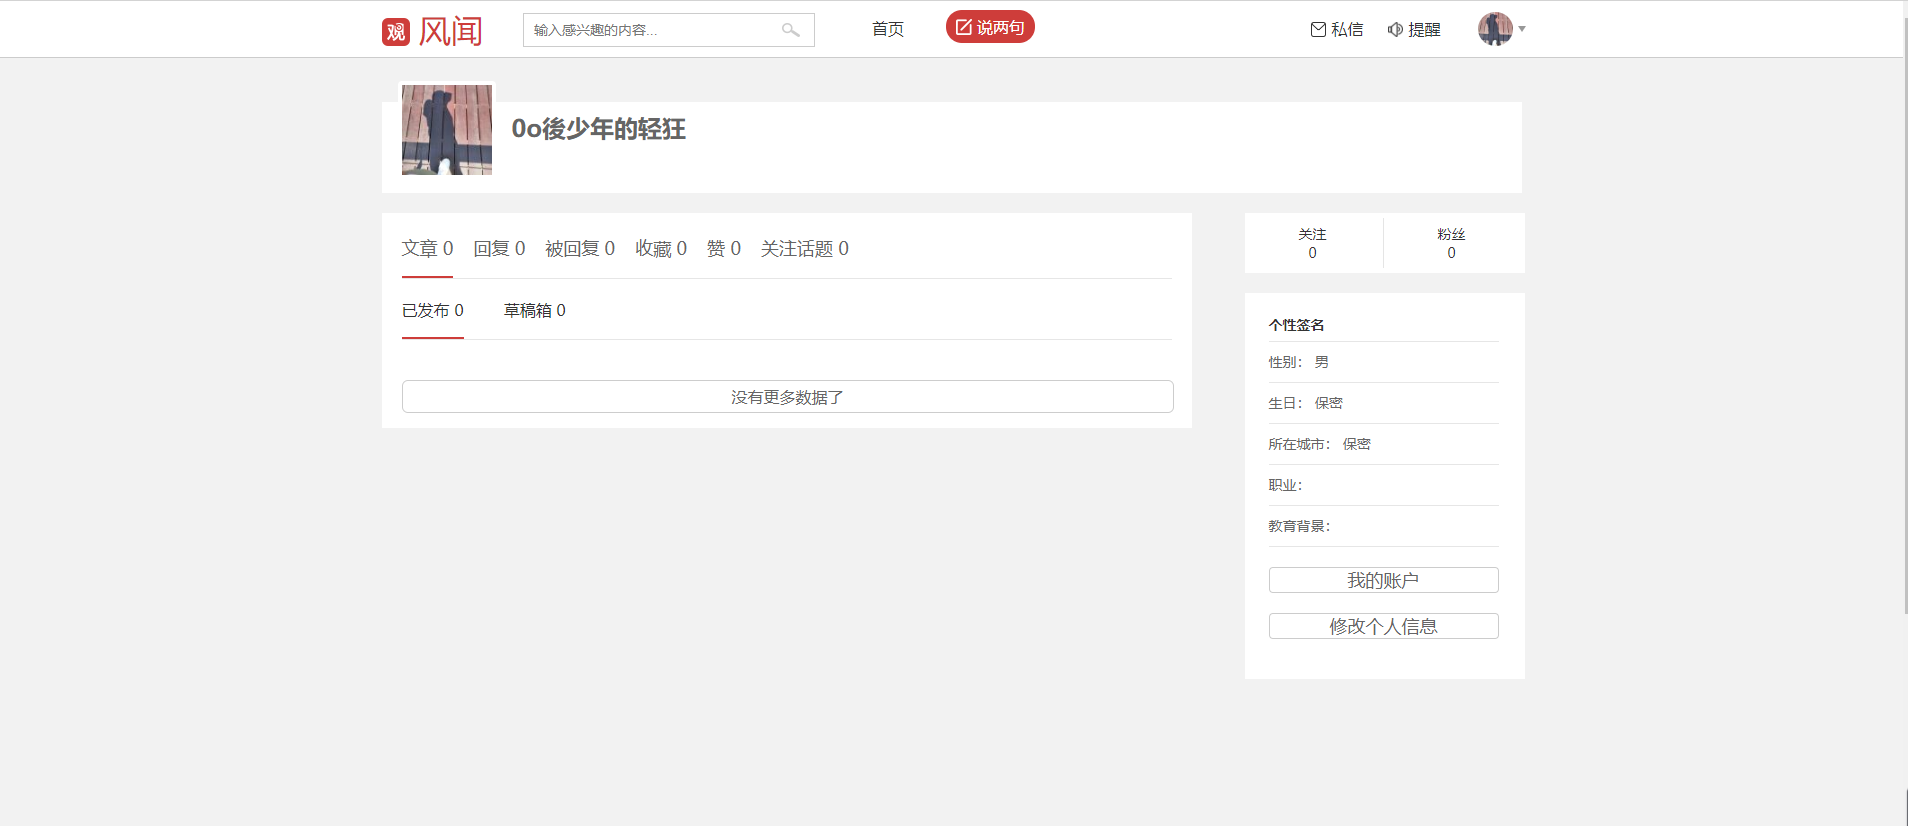 观 风闻 输入感兴趣的内容... 首页 说两句 私信 提醒
0o後少年的轻狂
文章 0 回复 0 被回复 0 收藏 0 赞 0 关注话题 0
已发布 0 草稿箱 0
没有更多数据了
关注 粉丝
0 0
个性签名
性别： 男
生日： 保密
所在城市： 保密
职业：
教育背景：
我的账户
修改个人信息